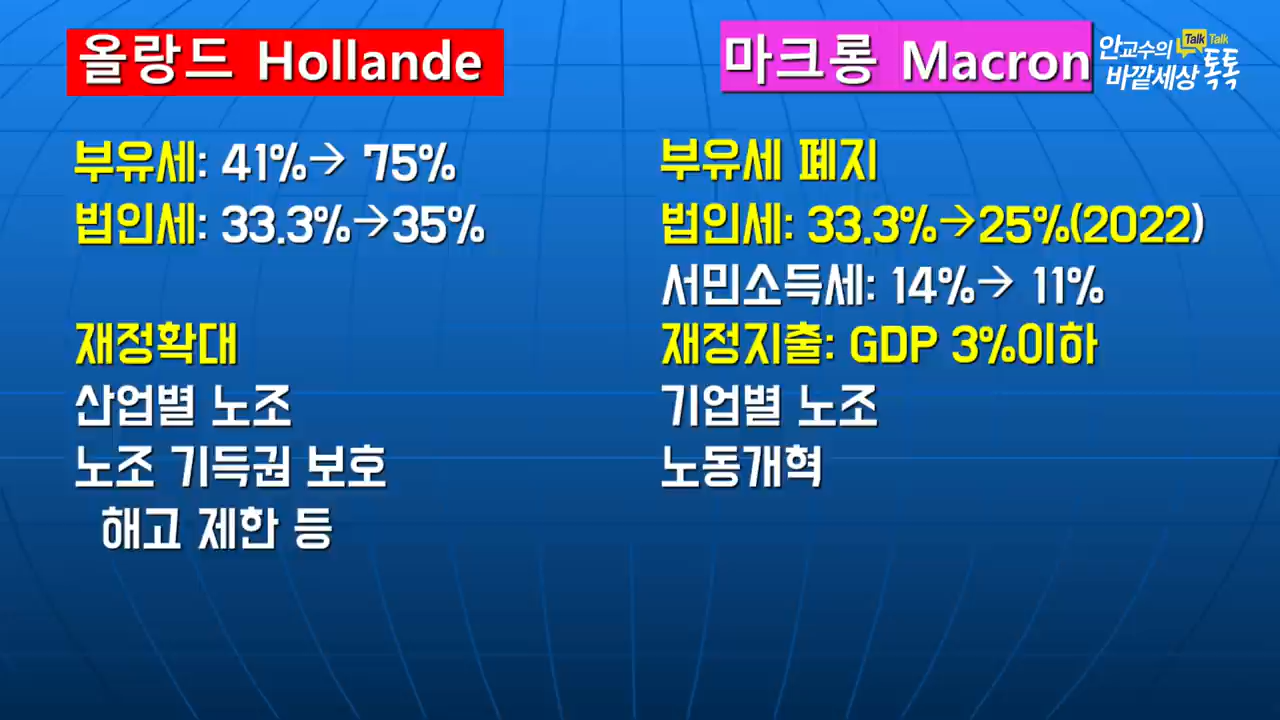 올랑드 Hollande
부유세: 41%→ 75%
법인세: 33.3%→35%
재정확대
산업별 노조
노조 기득권 보호
해고 제한 등
마크롱 Macron
부유세 폐지
법인세: 33.3%→25%(2022)
서민소득세: 14%→ 11%
재정지출: GDP 3%이하
기업별 노조
노동개혁
안교수의 Talk Talk
바깥세상 톡톡